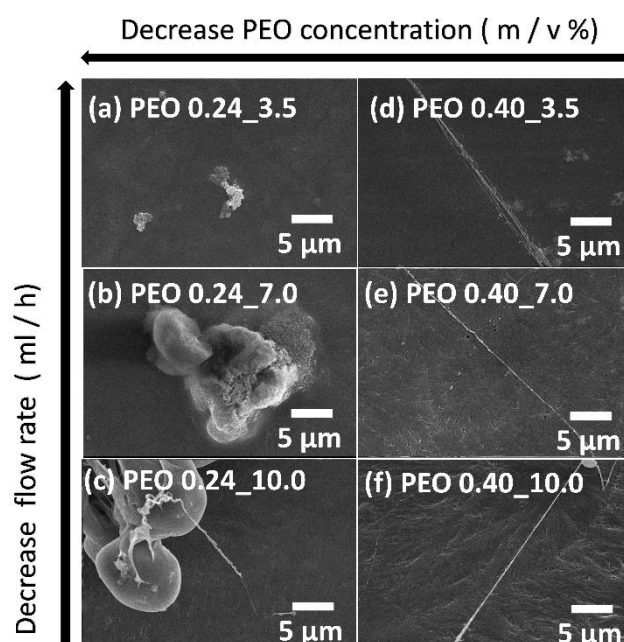 Decrease PEO concentration ( m / v %)
Decrease flow rate ( ml / h )
(a) PEO 0.24_3.5
5 µm
(d) PEO 0.40_3.5
5 µm
(b) PEO 0.24_7.0
5 µm
(e) PEO 0.40_7.0
5 µm
(c) PEO 0.24_10.0
5 µm
(f) PEO 0.40_10.0
5 µm